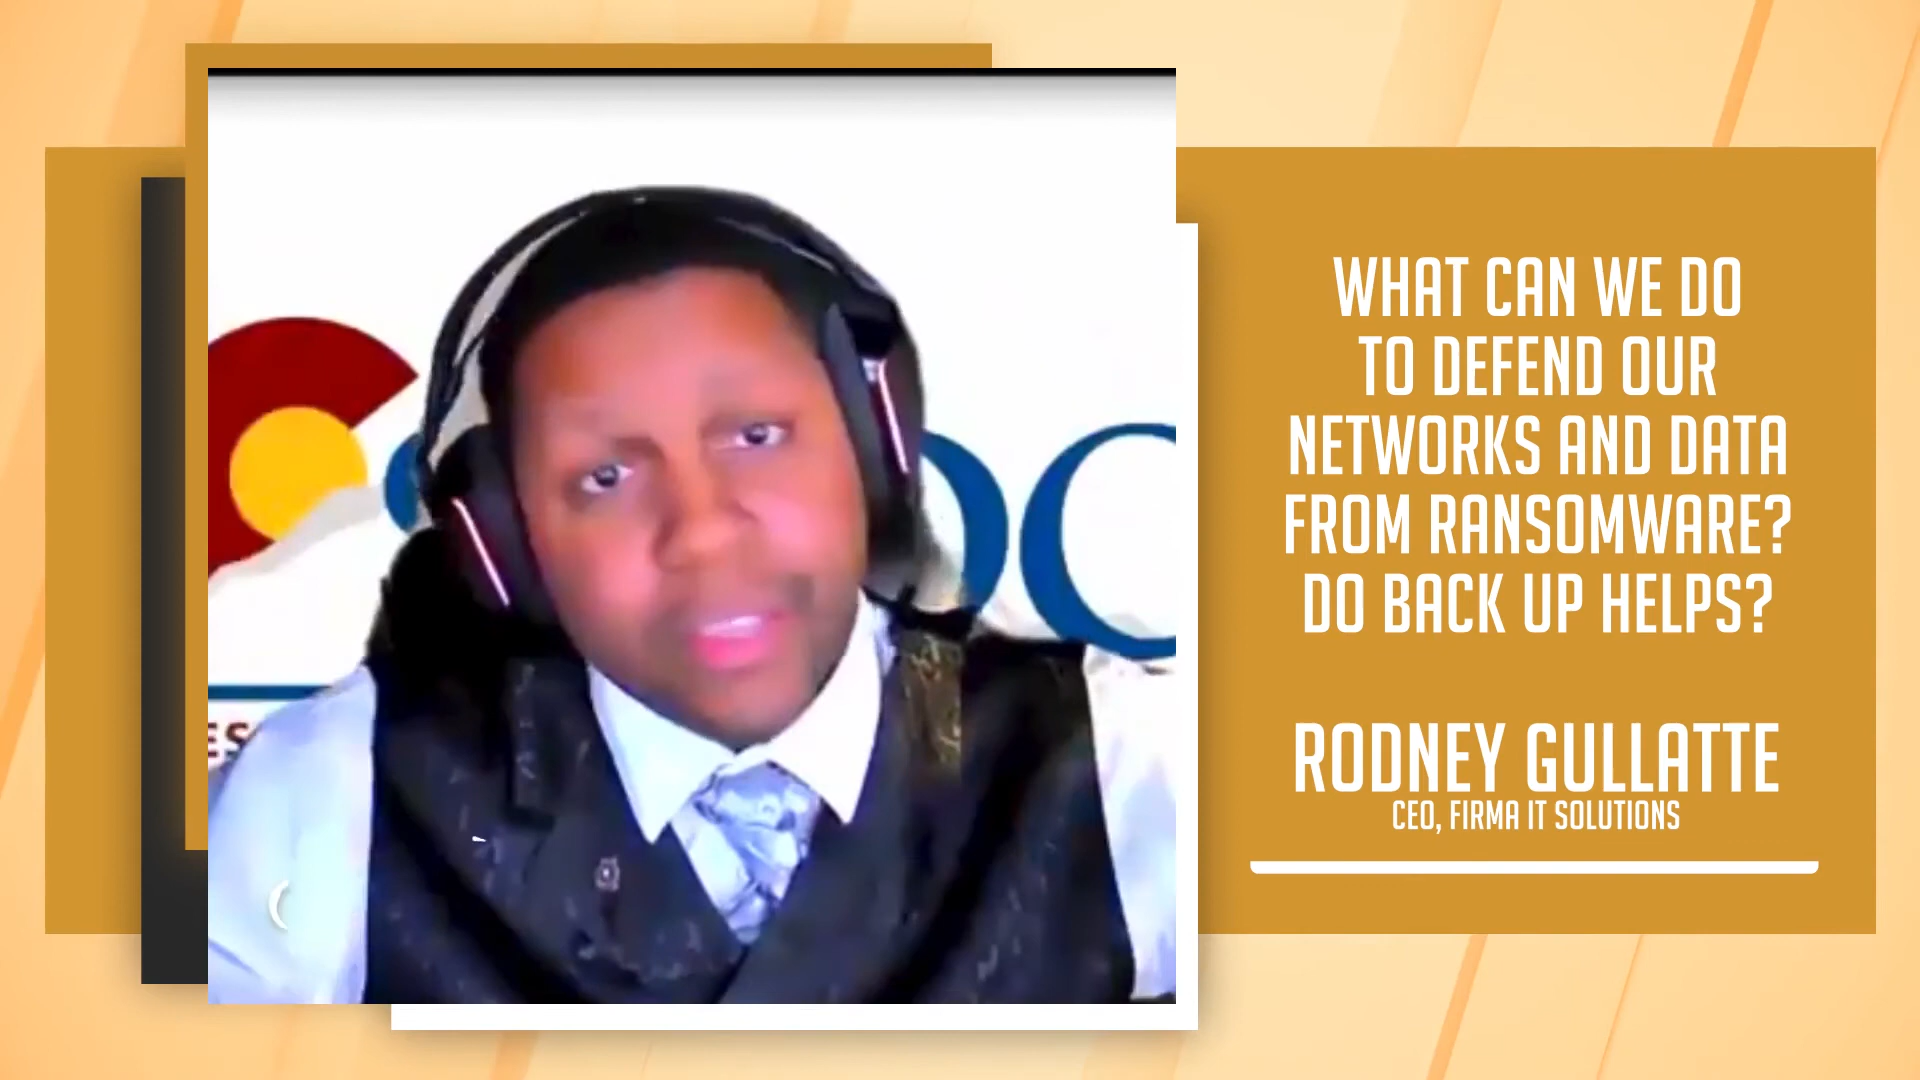 WHAT CAN WE DO
TO DEFEND OUR
NETWORKS AND DATA
FROM RANSOMWARE?
DO BACK UP HELPS?
RODNEY GULLATTE
CEO, FIRMA IT SOLUTIONS
ES